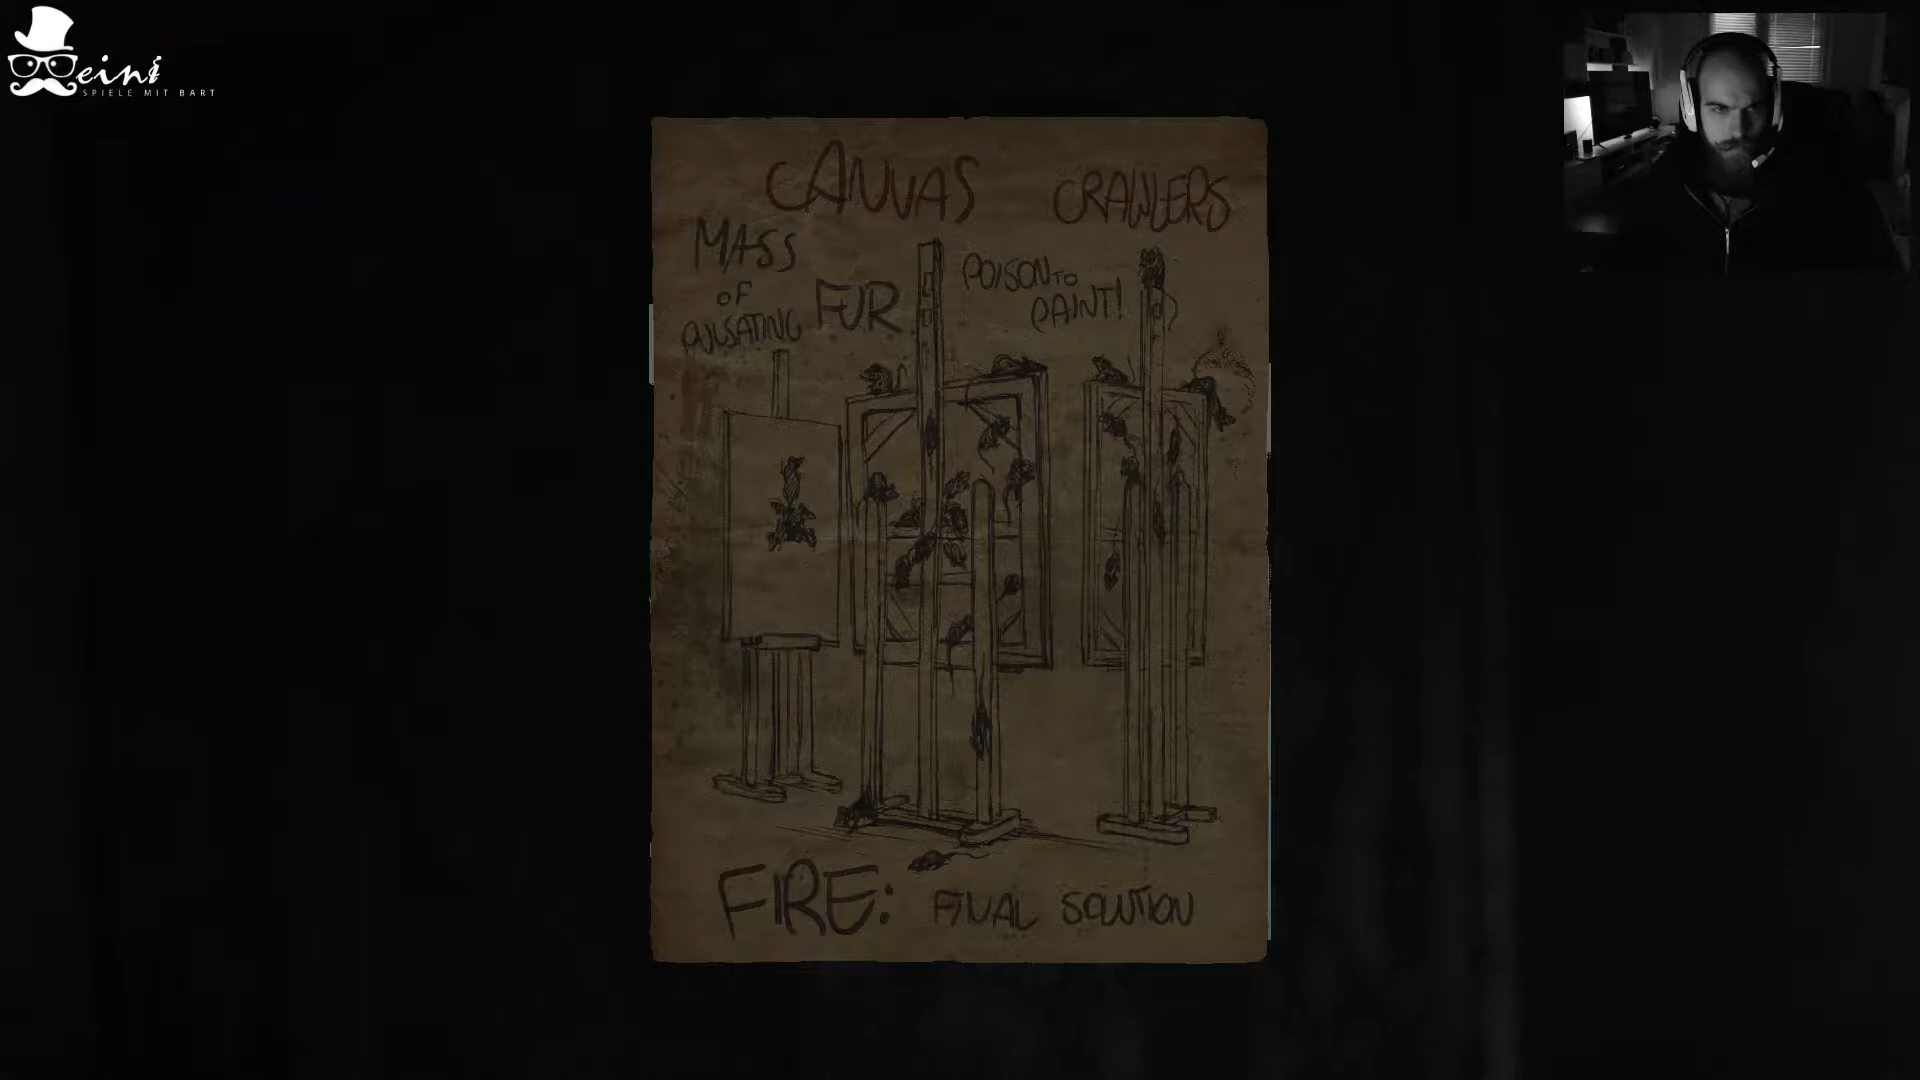 eini
SPIELE MIT BART
CANVAS CRAWLERS
MASS
OF
PULSATING
FUR
POISON TO
PAINT!
FIRE: FINAL SOLUTION